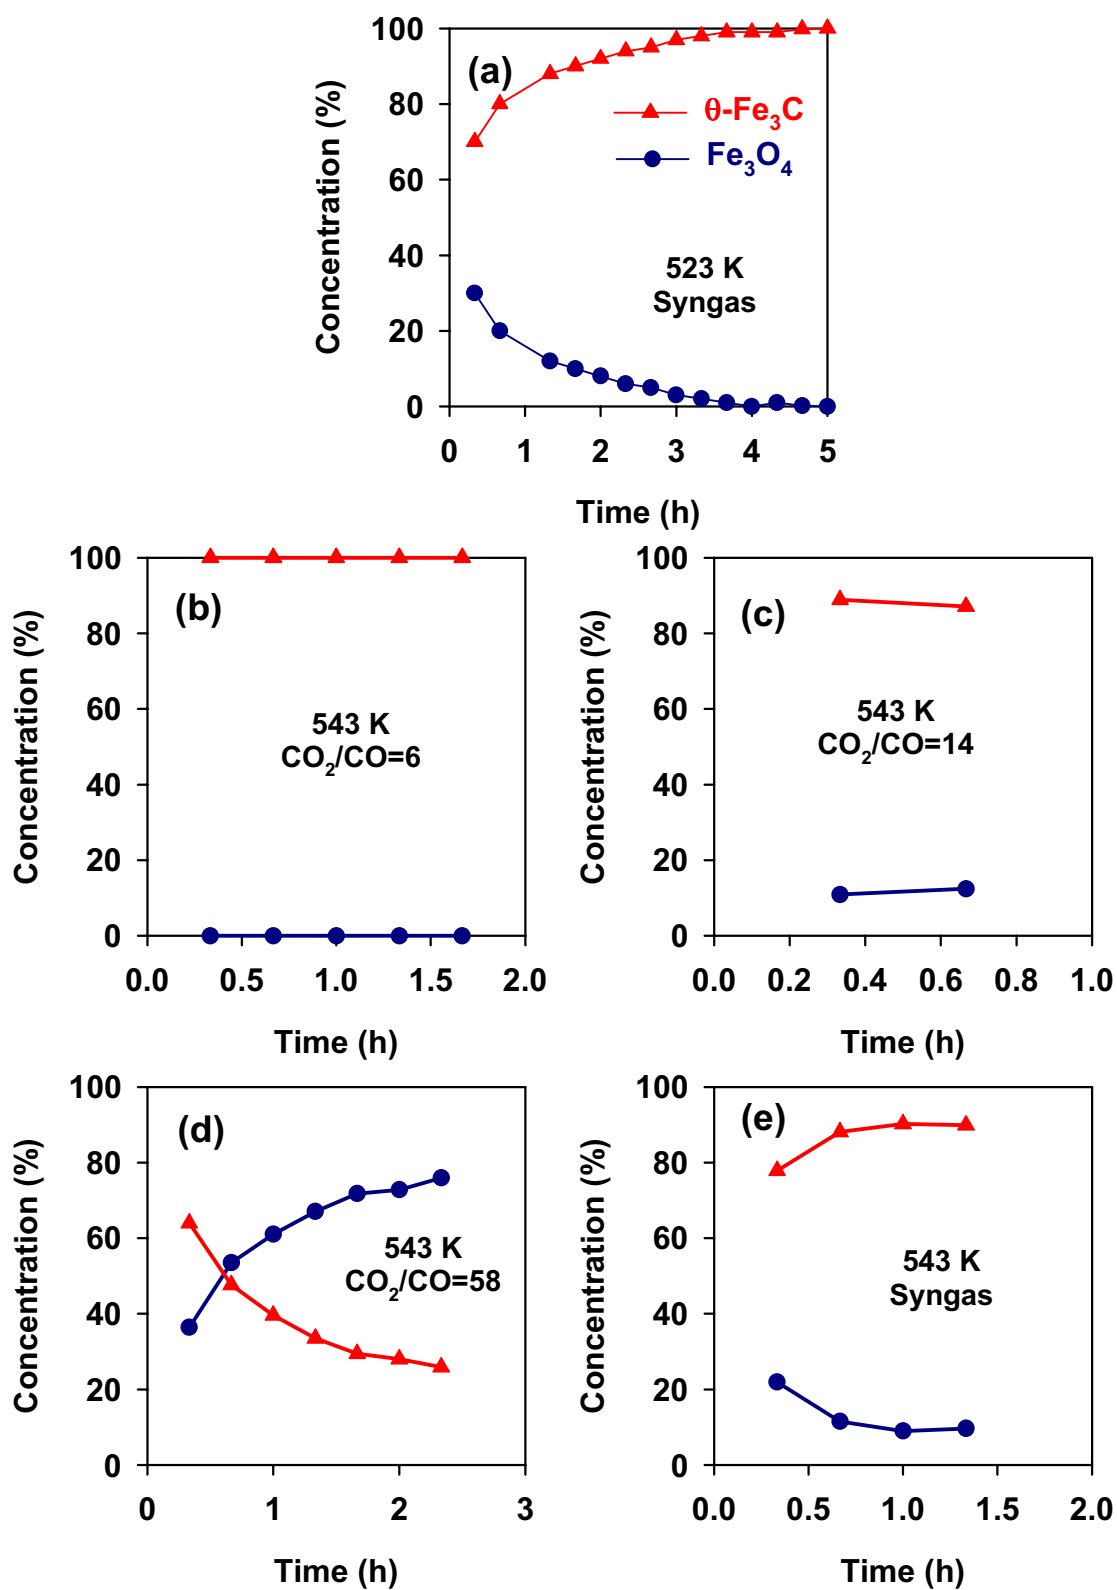 100
80
60
40
20
0
Concentration (%)
(a)
θ-Fe₃C
Fe₃O₄
523 K
Syngas
0 1 2 3 4 5
Time (h)
100
80
60
40
20
0
Concentration (%)
(b)
543 K
CO₂/CO=6
0.0 0.5 1.0 1.5 2.0
Time (h)
100
80
60
40
20
0
Concentration (%)
(c)
543 K
CO₂/CO=14
0.0 0.2 0.4 0.6 0.8 1.0
Time (h)
100
80
60
40
20
0
Concentration (%)
(d)
543 K
CO₂/CO=58
0 1 2 3
Time (h)
100
80
60
40
20
0
Concentration (%)
(e)
543 K
Syngas
0.0 0.5 1.0 1.5 2.0
Time (h)